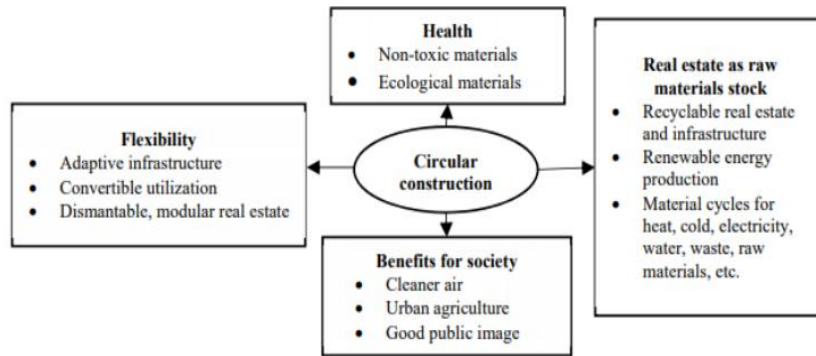 Health
• Non-toxic materials
• Ecological materials
Flexibility
• Adaptive infrastructure
• Convertible utilization
• Dismantable, modular real estate
Circular
construction
Real estate as raw
materials stock
• Recyclable real estate
and infrastructure
• Renewable energy
production
• Material cycles for
heat, cold, electricity,
water, waste, raw
materials, etc.
Benefits for society
• Cleaner air
• Urban agriculture
• Good public image